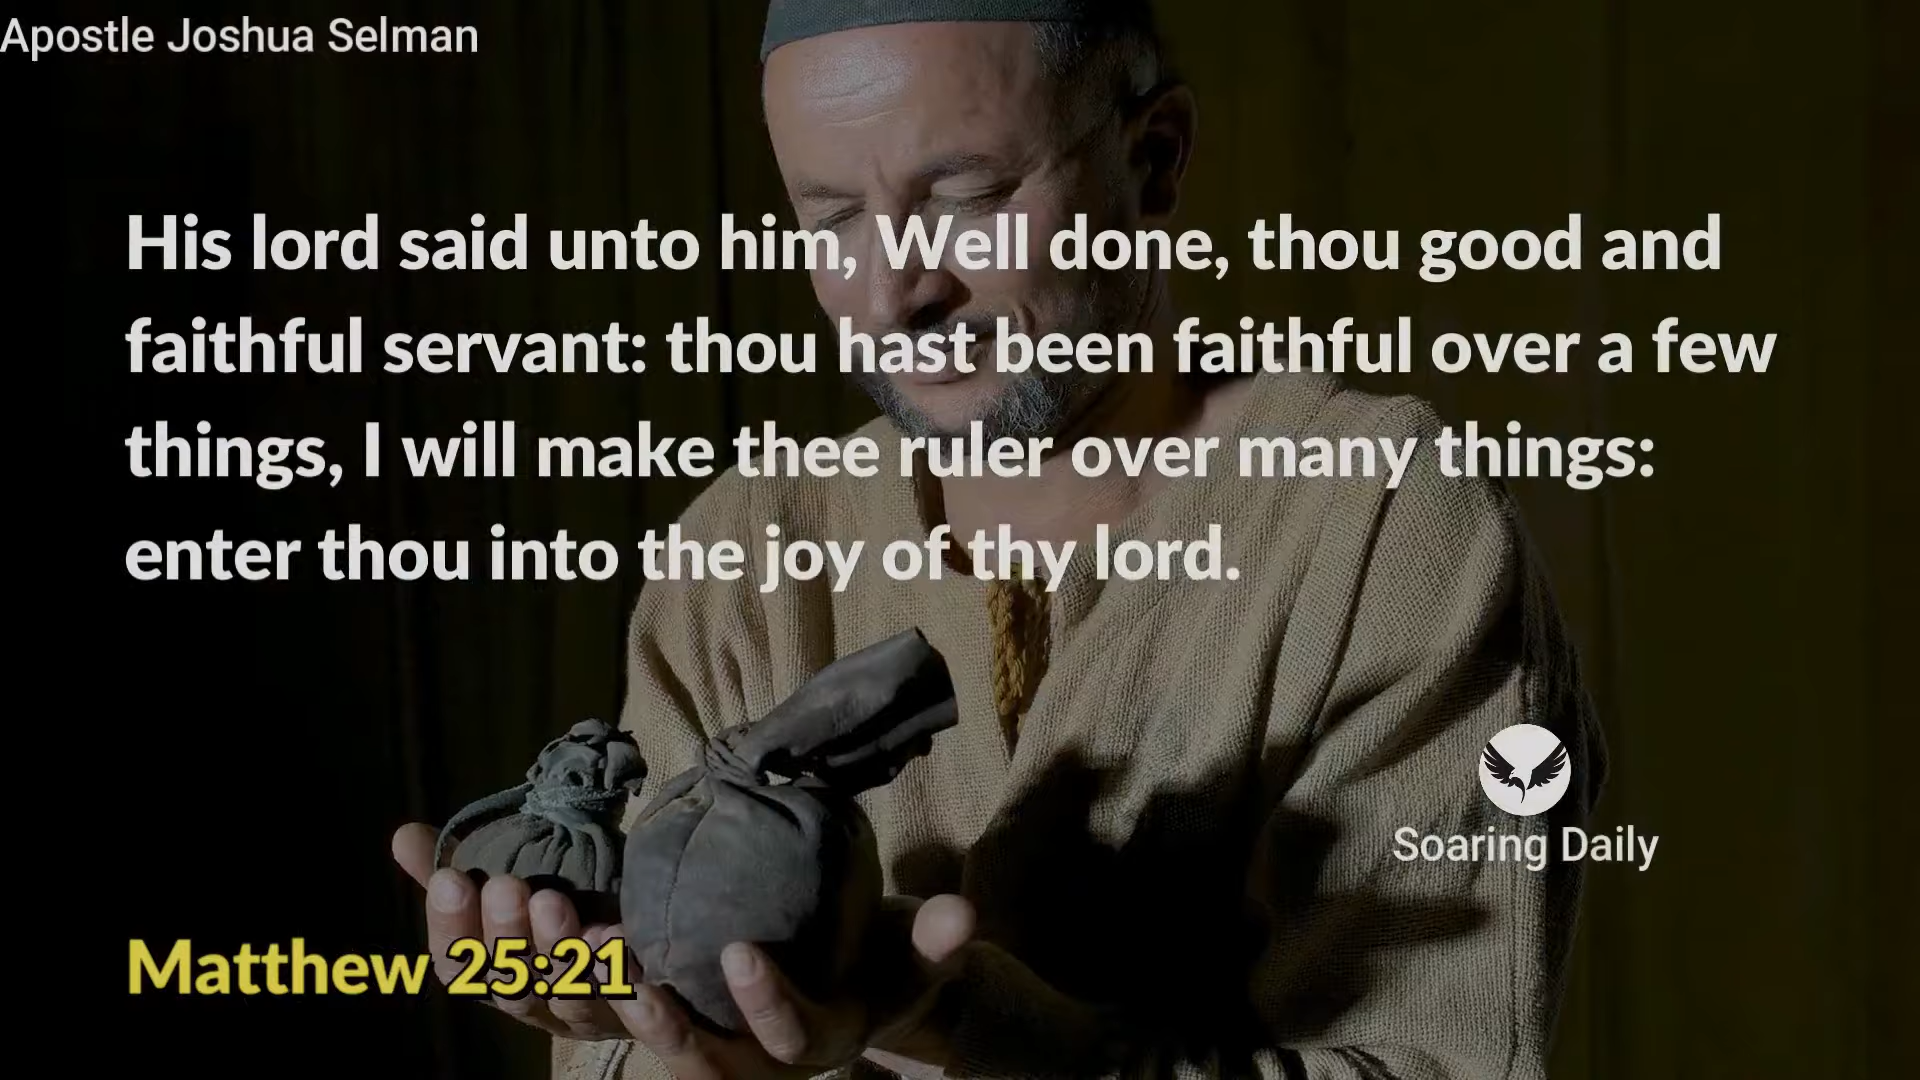 Apostle Joshua Selman
His lord said unto him, Well done, thou good and
faithful servant: thou hast been faithful over a few
things, I will make thee ruler over many things:
enter thou into the joy of thy lord.
Soaring Daily
Matthew 25:21